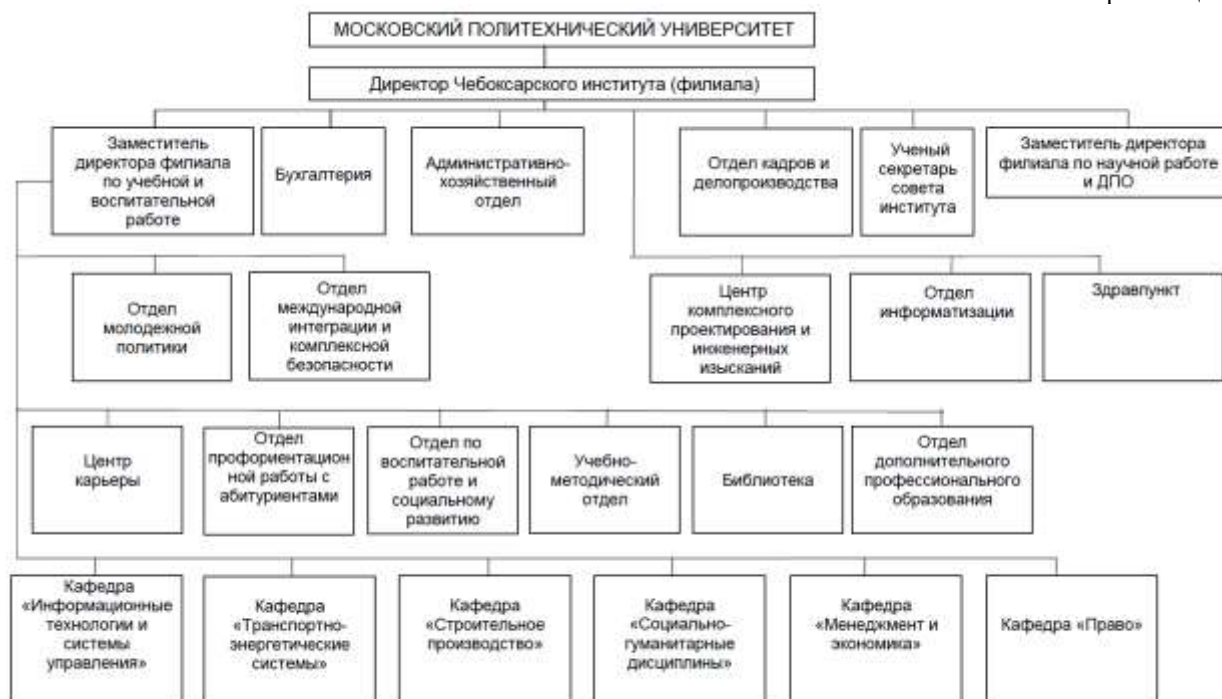 МОСКОВСКИЙ ПОЛИТЕХНИЧЕСКИЙ УНИВЕРСИТЕТ
Директор Чебоксарского института (филиала)
Заместитель
директора филиала
по учебной и
воспитательной
работе
Бухгалтерия
Административно-
хозяйственный
отдел
Отдел кадров и
делопроизводства
Ученый
секретарь
совета
института
Заместитель директора
филиала по научной работе
и ДПО
Отдел
молодежной
политики
Отдел
международной
интеграции и
комплексной
безопасности
Центр
комплексного
проектирования и
инженерных
изысканий
Отдел
информатизации
Здравпункт
Центр
карьеры
Отдел
профориентацион
ной работы с
абитуриентами
Отдел по
воспитательной
работе и
социальному
развитию
Учебно-
методический
отдел
Библиотека
Отдел
дополнительного
профессионального
образования
Кафедра
«Информационные
технологии и
системы
управления»
Кафедра
«Транспортно-
энергетические
системы»
Кафедра
«Строительное
производство»
Кафедра
«Социально-
гуманитарные
дисциплины»
Кафедра
«Менеджмент и
экономика»
Кафедра «Право»